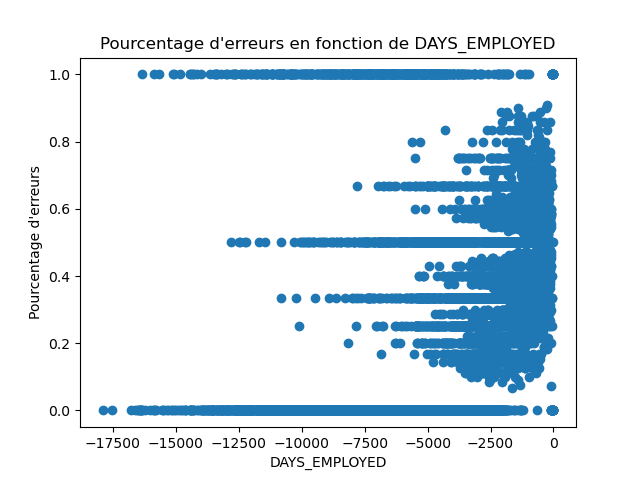 Pourcentage d'erreurs en fonction de DAYS_EMPLOYED
1.0
0.8
0.6
0.4
0.2
0.0
Pourcentage d'erreurs
−17500 −15000 −12500 −10000 −7500 −5000 −2500 0
DAYS_EMPLOYED